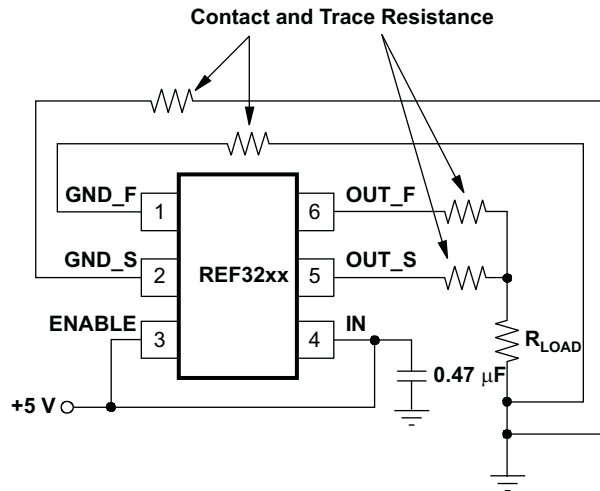 Contact and Trace Resistance
GND_F
1
6
OUT_F
GND_S
2
REF32xx
5
OUT_S
ENABLE
3
4
IN
R_LOAD
0.47 μF
+5 V